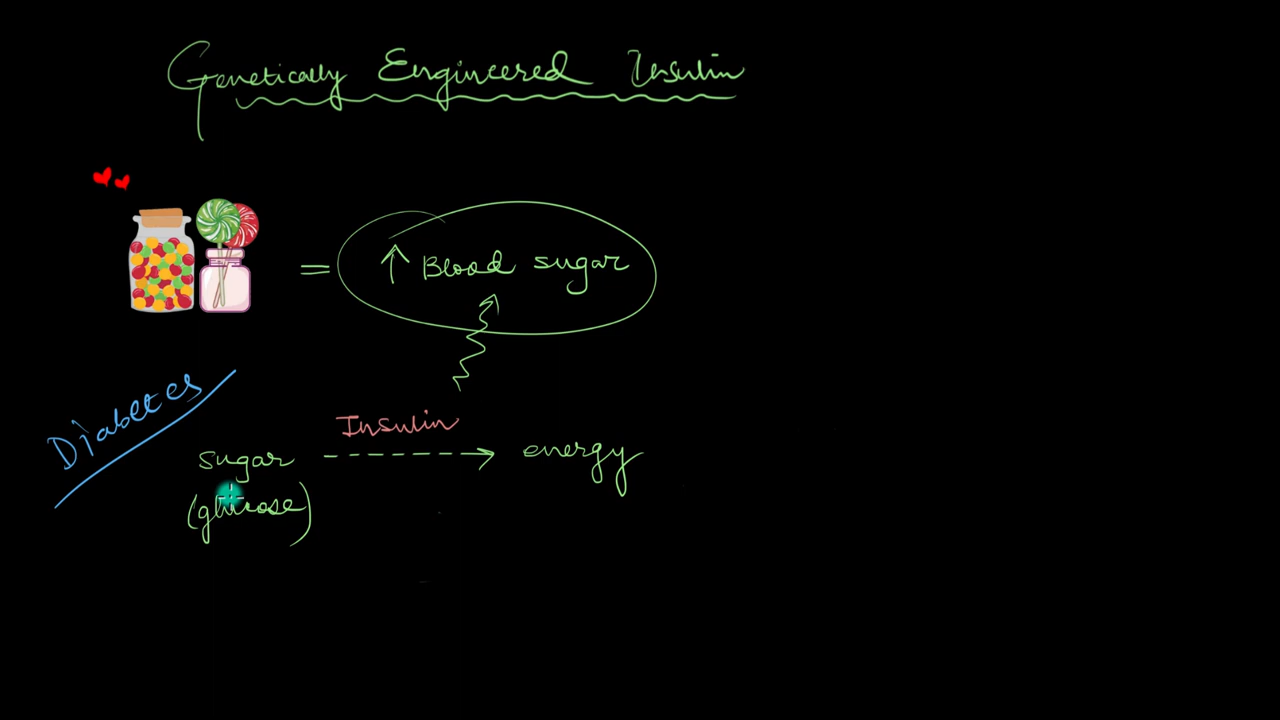 Genetically Engineered Insulin
= ↑ Blood sugar
Diabetes
Insulin
sugar → energy
(glucose)